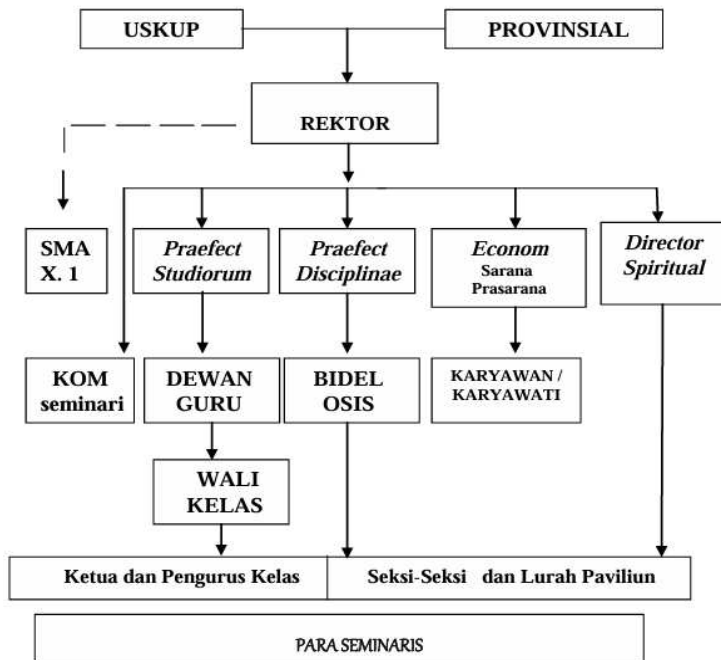 USKUP
PROVINSIAL
REKTOR
SMA
X. 1
Praefect
Studiorum
Praefect
Disciplinae
Econom
Sarana
Prasarana
Director
Spiritual
KOM
seminari
DEWAN
GURU
BIDEL
OSIS
KARYAWAN /
KARYAWATI
WALI
KELAS
Ketua dan Pengurus Kelas
Seksi-Seksi dan Lurah Paviliun
PARA SEMINARIS